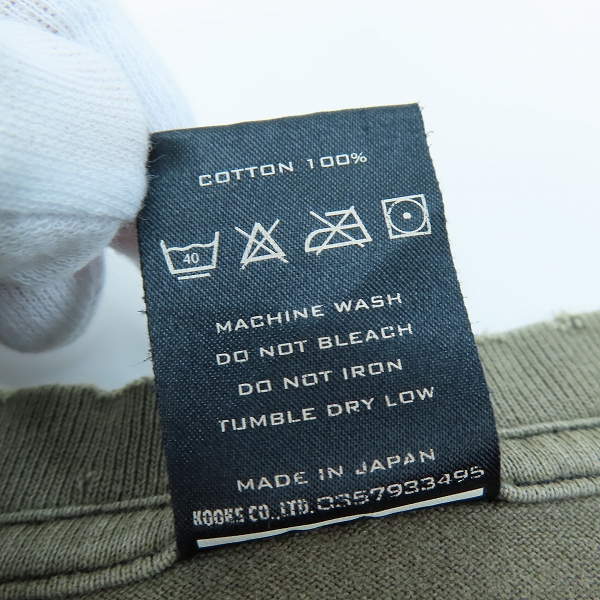 COTTON 100%
40
MACHINE WASH
DO NOT BLEACH
DO NOT IRON
TUMBLE DRY LOW
MADE IN JAPAN
KOOKS CO.,LTD. 0357933495